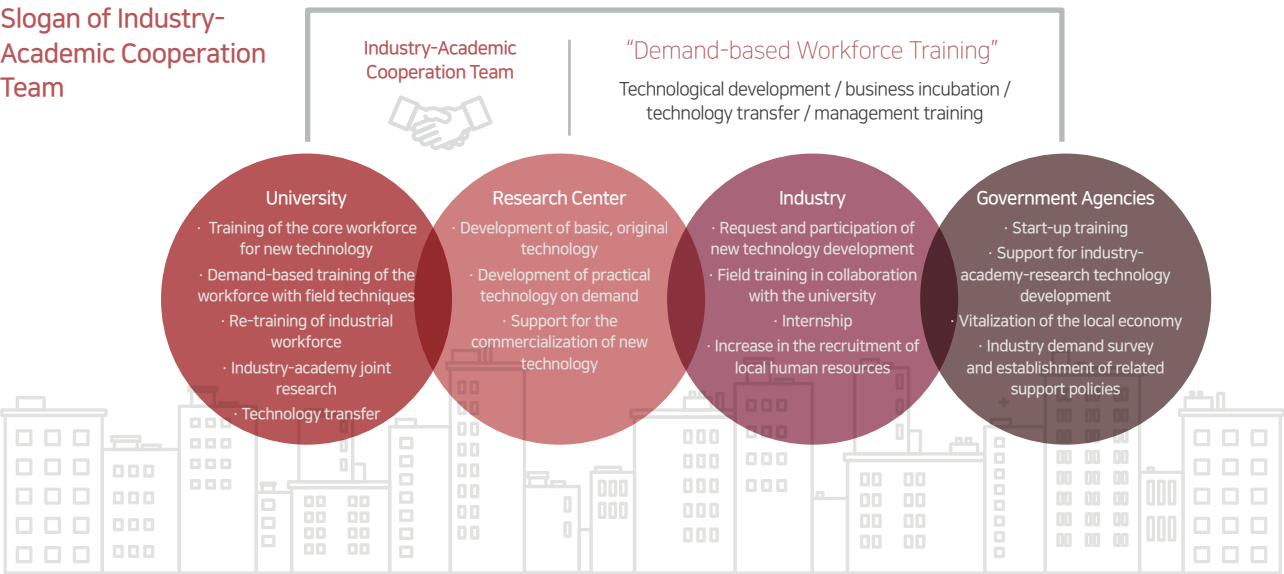 Slogan of Industry-
Academic Cooperation
Team
Industry-Academic
Cooperation Team
“Demand-based Workforce Training”
Technological development / business incubation /
technology transfer / management training
University
· Training of the core workforce
for new technology
· Demand-based training of the
workforce with field techniques
· Re-training of industrial
workforce
· Industry-academy joint
research
· Technology transfer
Research Center
· Development of basic, original
technology
· Development of practical
technology on demand
· Support for the
commercialization of new
technology
Industry
· Request and participation of
new technology development
· Field training in collaboration
with the university
· Internship
· Increase in the recruitment of
local human resources
Government Agencies
· Start-up training
· Support for industry-
academy-research technology
development
· Vitalization of the local economy
· Industry demand survey
and establishment of related
support policies